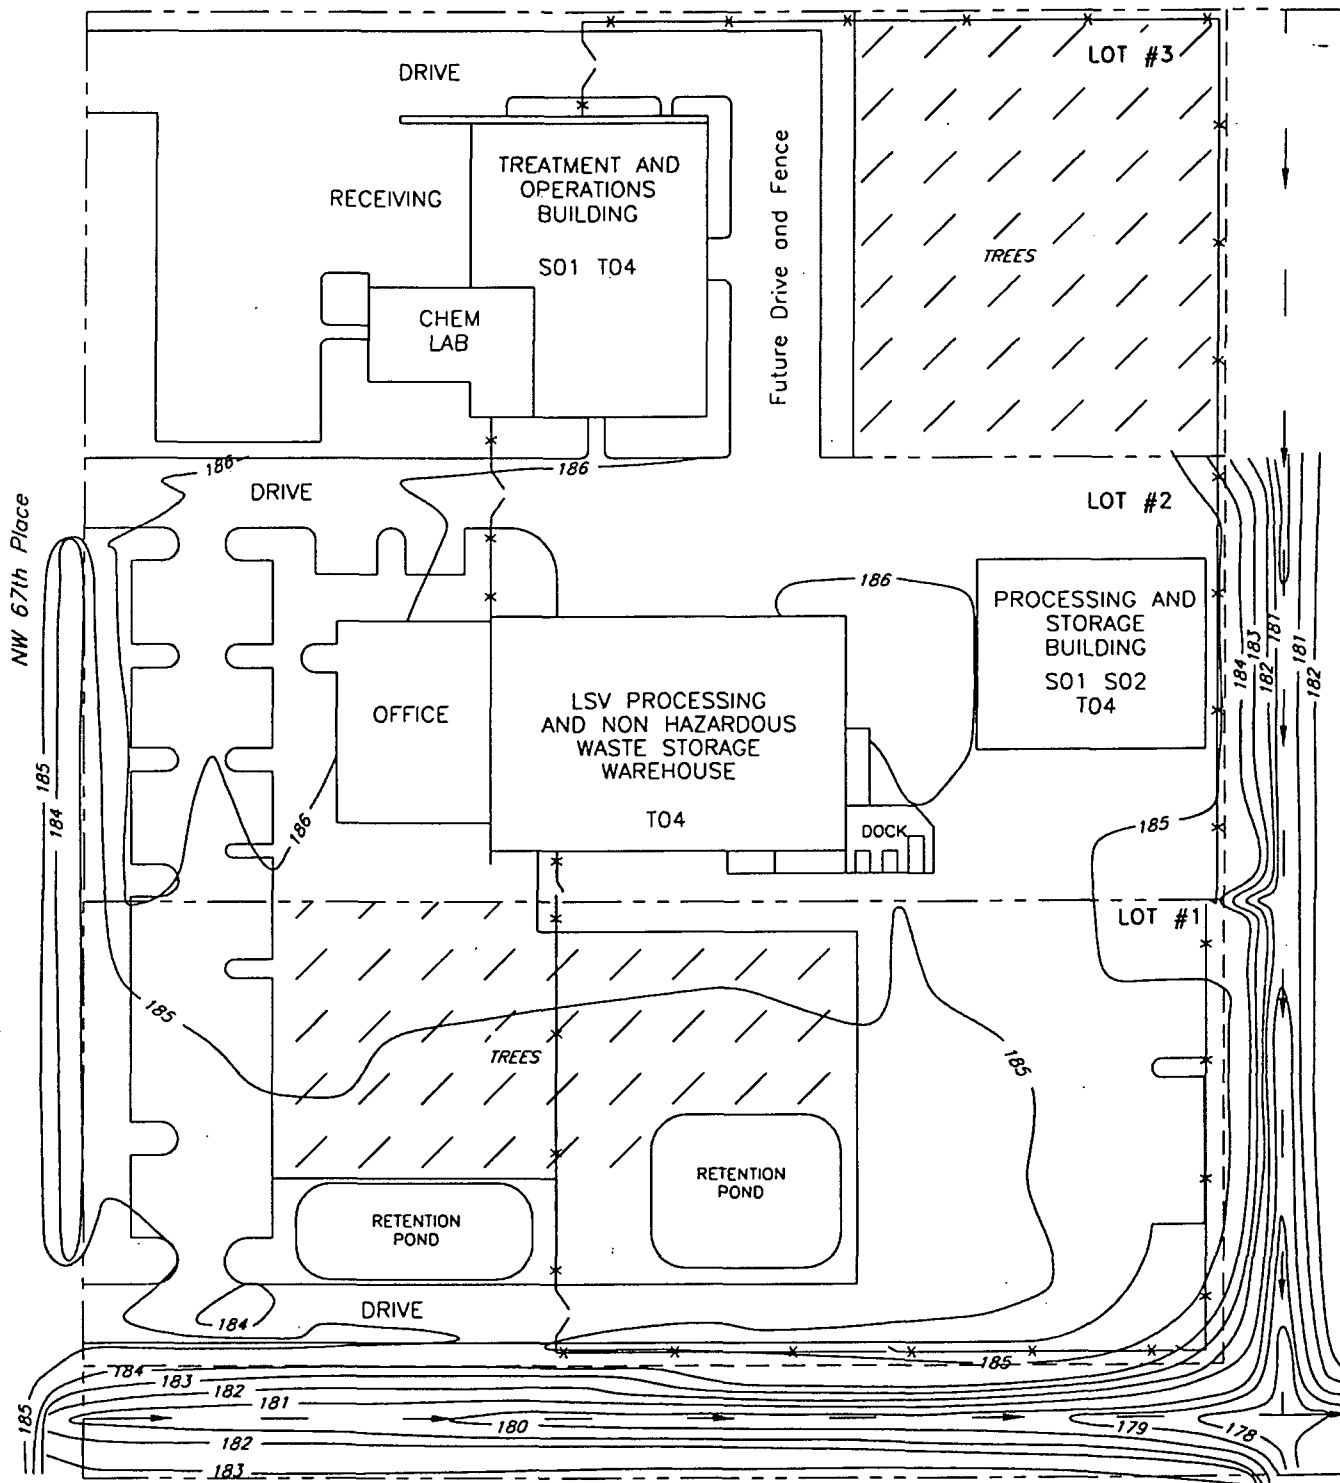 LOT #3
DRIVE
TREATMENT AND
OPERATIONS
BUILDING
S01 T04
RECEIVING
CHEM
LAB
Future Drive and Fence
TREES
186
186
DRIVE
LOT #2
NW 67th Place
186
PROCESSING AND
STORAGE
BUILDING
S01 S02
T04
184
183
182
181
181
182
OFFICE
LSV PROCESSING
AND NON HAZARDOUS
WASTE STORAGE
WAREHOUSE
T04
185
184
186
DOCK
185
LOT #1
185
TREES
185
RETENTION
POND
RETENTION
POND
184
DRIVE
185
184
183
182
181
180
179
178
185
182
183